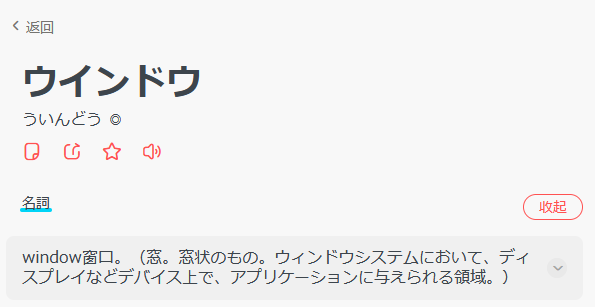 返回
ウインドウ
ういんどう ◎
名詞
收起
window窗口。（窓。窓状のもの。ウィンドウシステムにおいて、ディ
スプレイなどデバイス上で、アプリケーションに与えられる領域。）